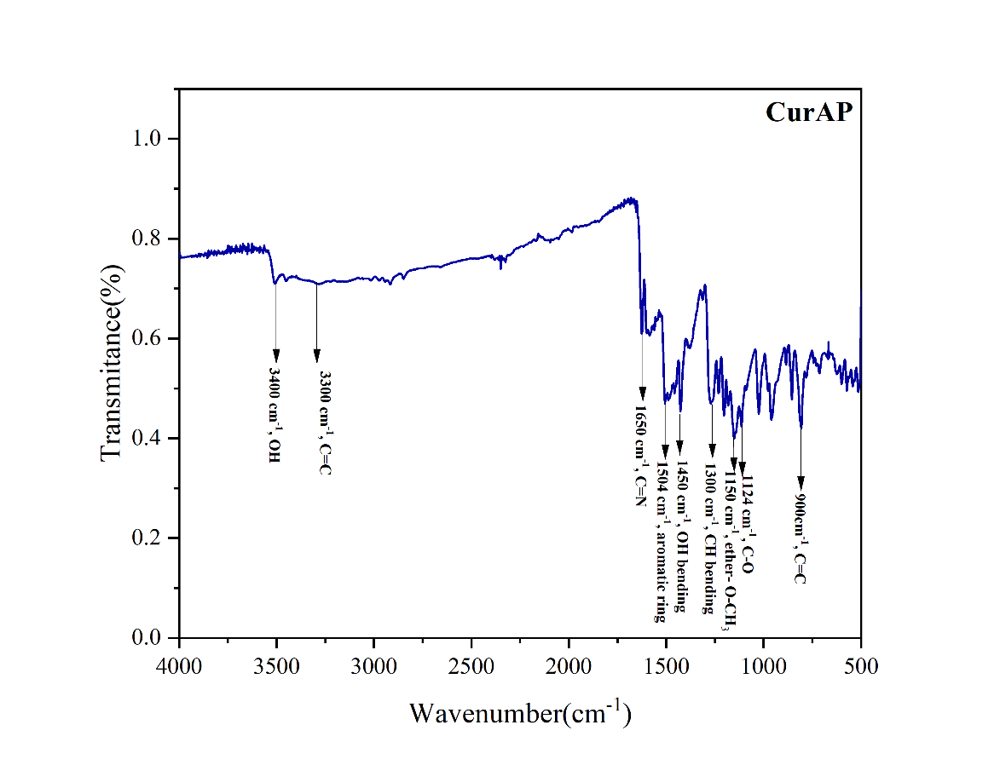 CurAP
Transmitance(%)
1.0
0.8
0.6
0.4
0.2
0.0
3400 cm⁻¹, OH
3300 cm⁻¹, C=C
1650 cm⁻¹, C=N
1504 cm⁻¹, aromatic ring
1450 cm⁻¹, OH bending
1300 cm⁻¹, CH bending
1150 cm⁻¹, ether- O-CH₃
1124 cm⁻¹, C-O
900cm⁻¹, C=C
4000 3500 3000 2500 2000 1500 1000 500
Wavenumber(cm⁻¹)